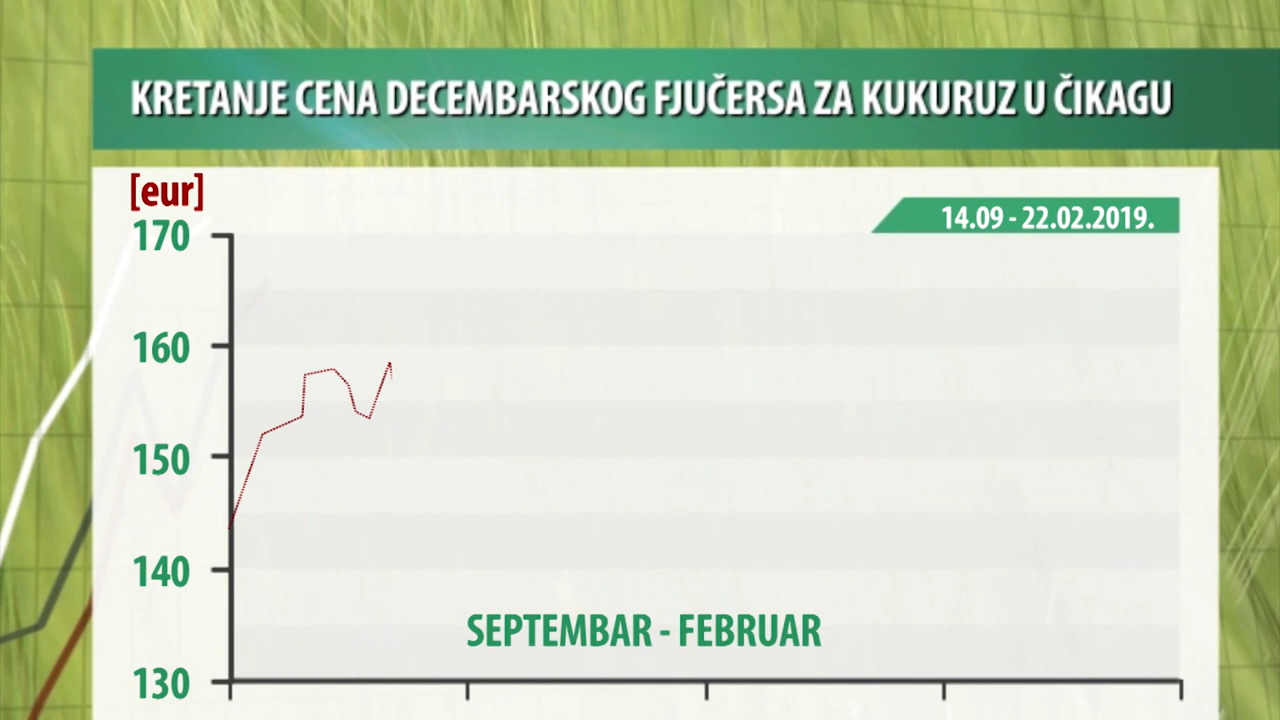 KRETANJE CENA DECEMBARSKOG FJUČERSA ZA KUKURUZ U ČIKAGU
[eur]
14.09 - 22.02.2019.
170
160
150
140
130
SEPTEMBAR - FEBRUAR